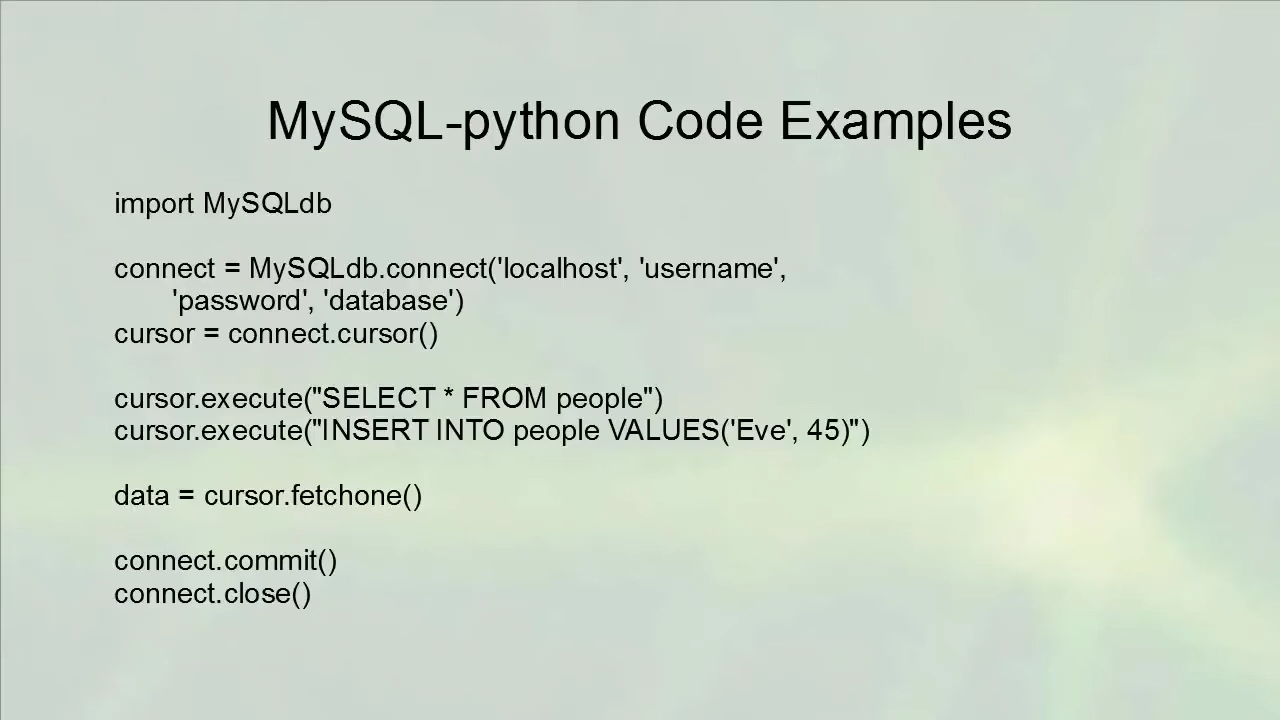 MySQL-python Code Examples
import MySQLdb
connect = MySQLdb.connect('localhost', 'username',
'password', 'database')
cursor = connect.cursor()
cursor.execute("SELECT * FROM people")
cursor.execute("INSERT INTO people VALUES('Eve', 45)")
data = cursor.fetchone()
connect.commit()
connect.close()